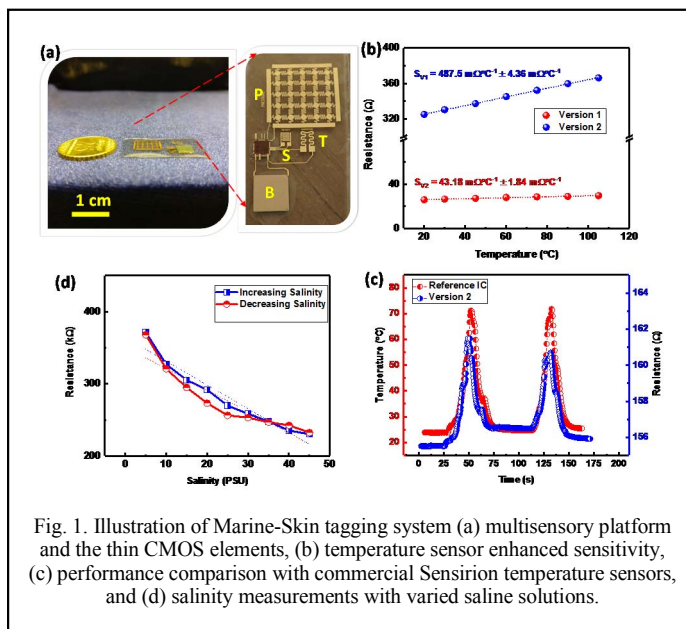 (a)
P
S
T
B
1 cm
(b)
S_V1 = 487.5 mΩ°C⁻¹ ± 4.36 m°C⁻¹
S_V2 = 43.18 mΩ°C⁻¹ ± 1.84 m°C⁻¹
Version 1
Version 2
Resistance (Ω)
360
320
40
0
20 40 60 80 100 120
Temperature (°C)
(d)
Increasing Salinity
Decreasing Salinity
Resistance (kΩ)
400
300
200
0 10 20 30 40 50
Salinity (PSU)
(c)
Reference IC
Version 2
Temperature (°C)
80
70
60
50
40
30
20
Resistance (Ω)
164
162
160
158
156
0 25 50 75 100 125 150 175 200
Time (s)
Fig. 1. Illustration of Marine-Skin tagging system (a) multisensory platform
and the thin CMOS elements, (b) temperature sensor enhanced sensitivity,
(c) performance comparison with commercial Sensirion temperature sensors,
and (d) salinity measurements with varied saline solutions.